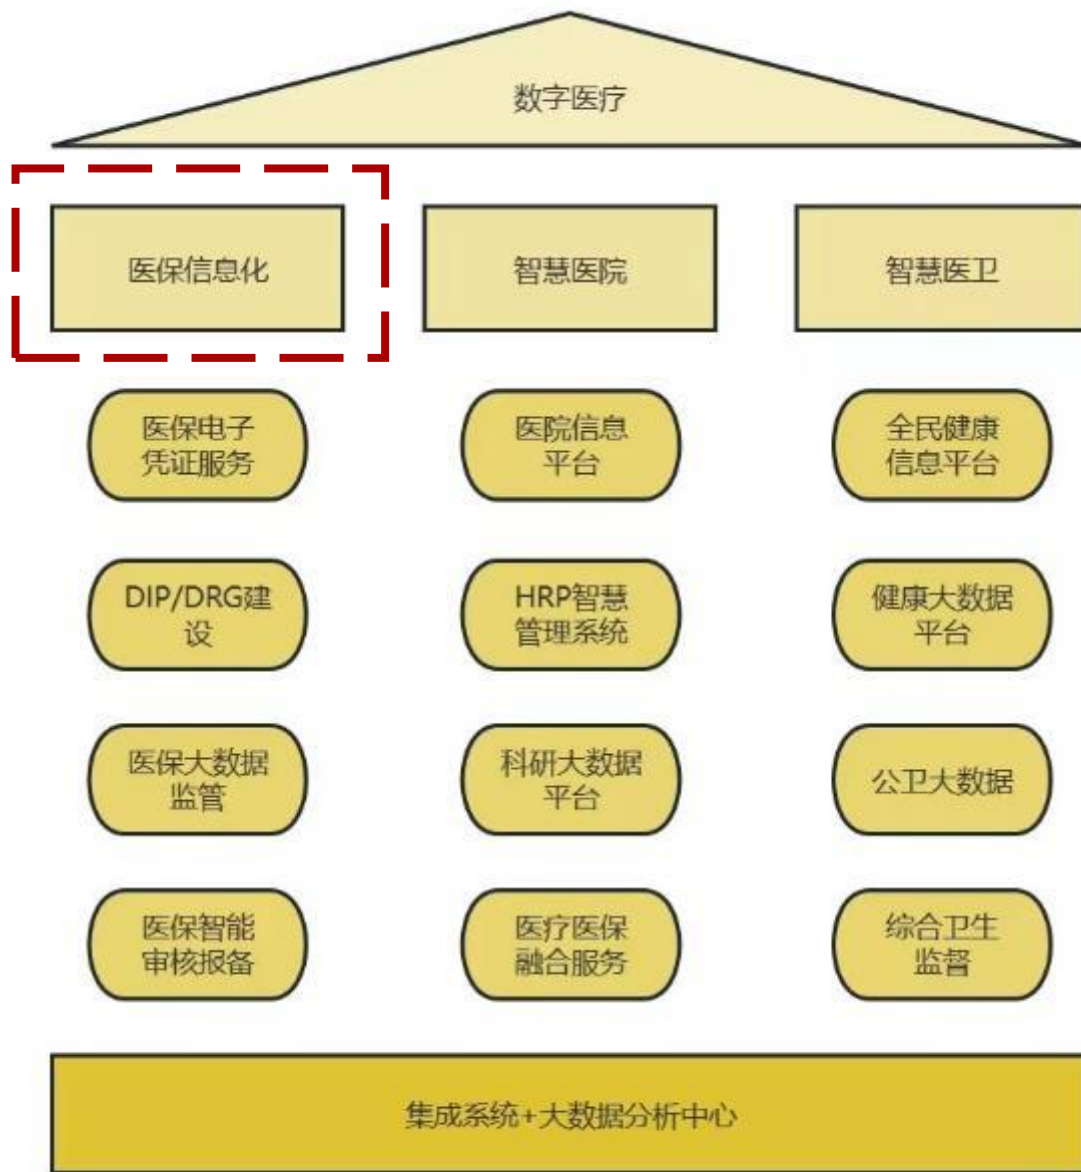 数字医疗
医保信息化
智慧医院
智慧医卫
医保电子
凭证服务
医院信息
平台
全民健康
信息平台
DIP/DRG建
设
HRP智慧
管理系统
健康大数据
平台
医保大数据
监管
科研大数据
平台
公卫大数据
医保智能
审核报备
医疗医保
融合服务
综合卫生
监督
集成系统+大数据分析中心